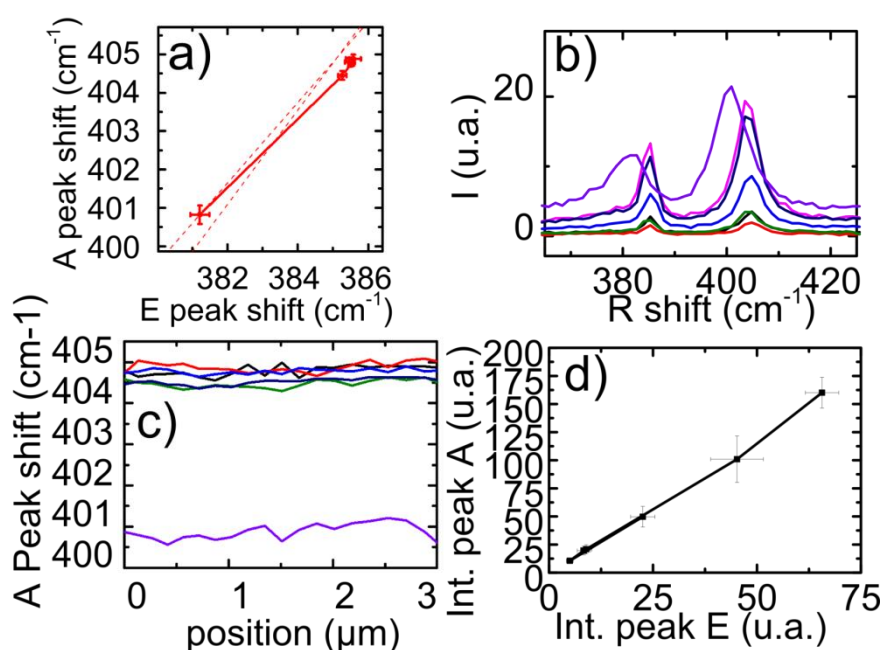 a)
A peak shift (cm-1)
405
404
403
402
401
400
382 384 386
E peak shift (cm-1)
b)
I (u.a.)
20
0
380 400 420
R shift (cm-1)
c)
A Peak shift (cm-1)
405
404
403
402
401
400
0 1 2 3
position (µm)
d)
Int. peak A (u.a.)
200
175
150
125
100
75
50
25
0
0 25 50 75
Int. peak E (u.a.)